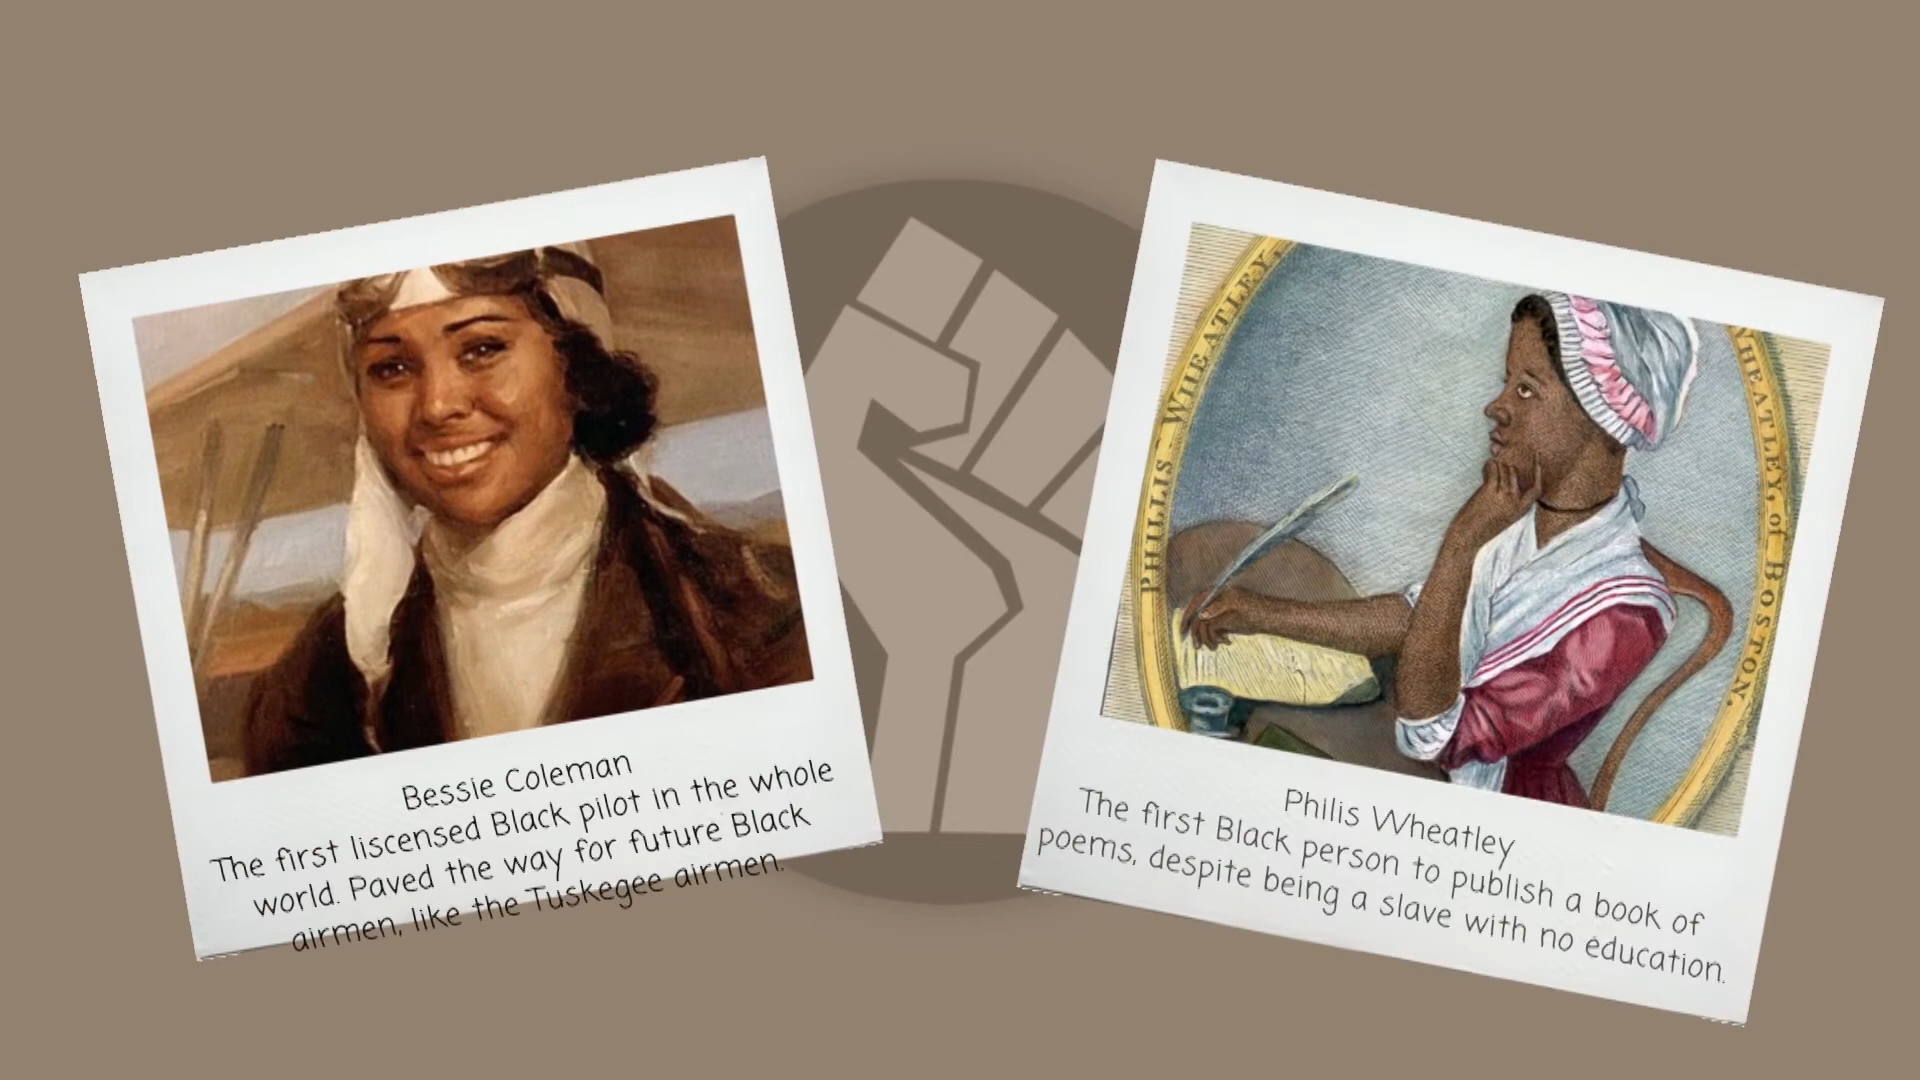 Bessie Coleman
The first liscensed Black pilot in the whole
world. Paved the way for future Black
airmen, like the Tuskegee airmen.
PHILLIS WHEATLEY,
WHEATLEY, of BOSTON.
Philis Wheatley
The first Black person to publish a book of
poems, despite being a slave with no education.